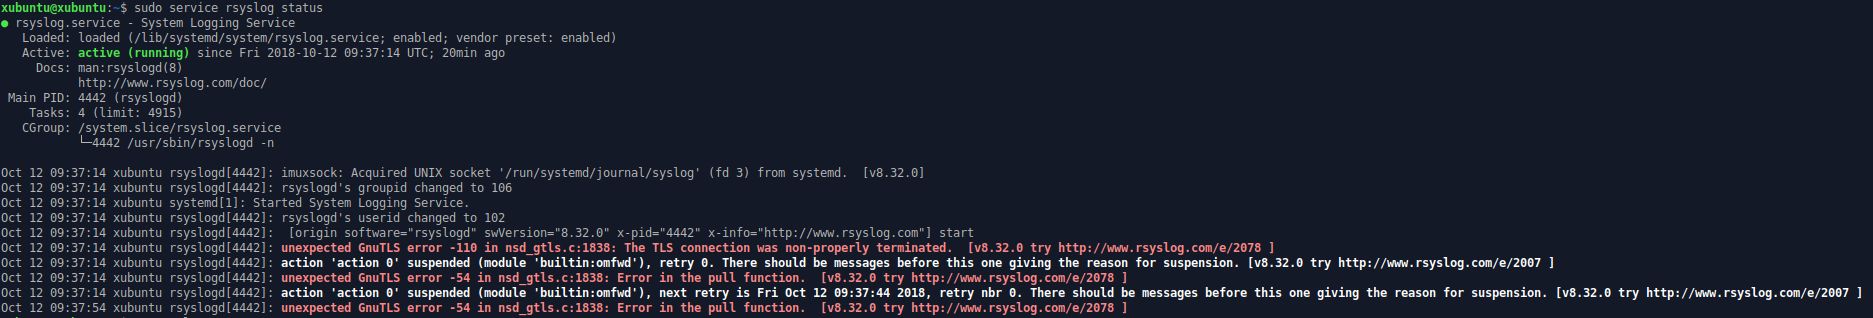 xubuntu@xubuntu:~$ sudo service rsyslog status
● rsyslog.service - System Logging Service
Loaded: loaded (/lib/systemd/system/rsyslog.service; enabled; vendor preset: enabled)
Active: active (running) since Fri 2018-10-12 09:37:14 UTC; 20min ago
Docs: man:rsyslogd(8)
http://www.rsyslog.com/doc/
Main PID: 4442 (rsyslogd)
Tasks: 4 (limit: 4915)
CGroup: /system.slice/rsyslog.service
└─4442 /usr/sbin/rsyslogd -n
Oct 12 09:37:14 xubuntu rsyslogd[4442]: imuxsock: Acquired UNIX socket '/run/systemd/journal/syslog' (fd 3) from systemd.  [v8.32.0]
Oct 12 09:37:14 xubuntu rsyslogd[4442]: rsyslogd's groupid changed to 106
Oct 12 09:37:14 xubuntu systemd[1]: Started System Logging Service.
Oct 12 09:37:14 xubuntu rsyslogd[4442]: rsyslogd's userid changed to 102
Oct 12 09:37:14 xubuntu rsyslogd[4442]:  [origin software="rsyslogd" swVersion="8.32.0" x-pid="4442" x-info="http://www.rsyslog.com"] start
Oct 12 09:37:14 xubuntu rsyslogd[4442]: unexpected GnuTLS error -110 in nsd_gtls.c:1838: The TLS connection was non-properly terminated.  [v8.32.0 try http://www.rsyslog.com/e/2078 ]
Oct 12 09:37:14 xubuntu rsyslogd[4442]: action 'action 0' suspended (module 'builtin:omfwd'), retry 0. There should be messages before this one giving the reason for suspension. [v8.32.0 try http://www.rsyslog.com/e/2007 ]
Oct 12 09:37:14 xubuntu rsyslogd[4442]: unexpected GnuTLS error -54 in nsd_gtls.c:1838: Error in the pull function.  [v8.32.0 try http://www.rsyslog.com/e/2078 ]
Oct 12 09:37:14 xubuntu rsyslogd[4442]: action 'action 0' suspended (module 'builtin:omfwd'), next retry is Fri Oct 12 09:37:44 2018, retry nbr 0. There should be messages before this one giving the reason for suspension. [v8.32.0 try http://www.rsyslog.com/e/2007 ]
Oct 12 09:37:54 xubuntu rsyslogd[4442]: unexpected GnuTLS error -54 in nsd_gtls.c:1838: Error in the pull function.  [v8.32.0 try http://www.rsyslog.com/e/2078 ]